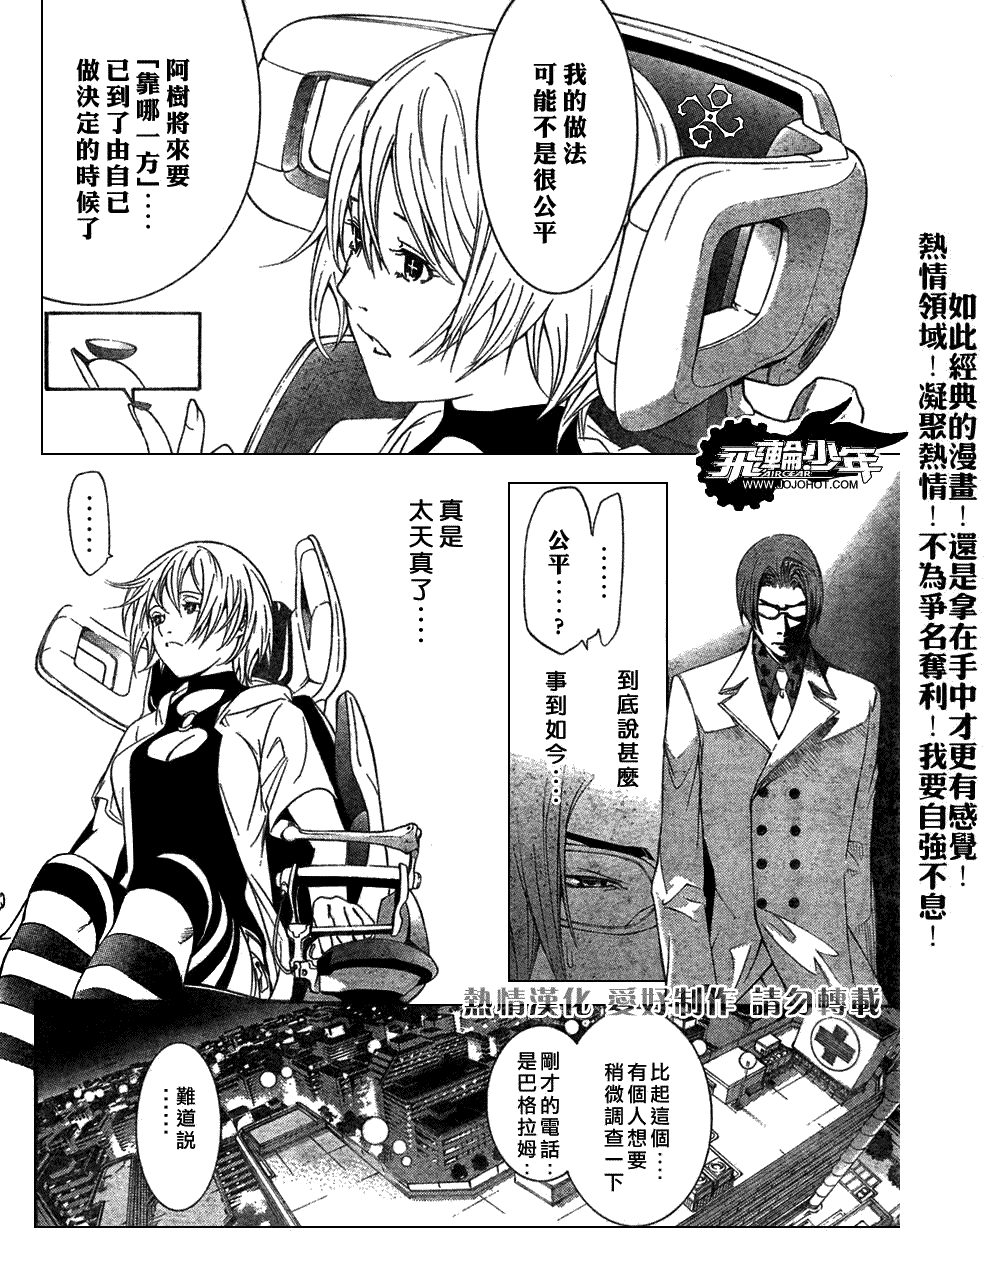 我的做法
可能不是很公平
阿樹將來要
「靠哪一方」‥‥
已到了由自己
做決定的時候了
如此經典的漫畫！還是拿在手中才更有感覺！
熱情領域！凝聚熱情！不為爭名奪利！我要自強不息！
飛輪少年
AIR GEAR
WWW.JOJOHOT.COM
‥‥‥
公平‥‥‥?
到底說甚麼
事到如今‥‥
真是
太天真了‥‥
‥‥‥
熱情漢化 愛好制作 請勿轉載
比起這個‥‥
有個人想要
稍微調查一下
剛才的電話‥
是巴格拉姆‥
難道説
‥‥‥